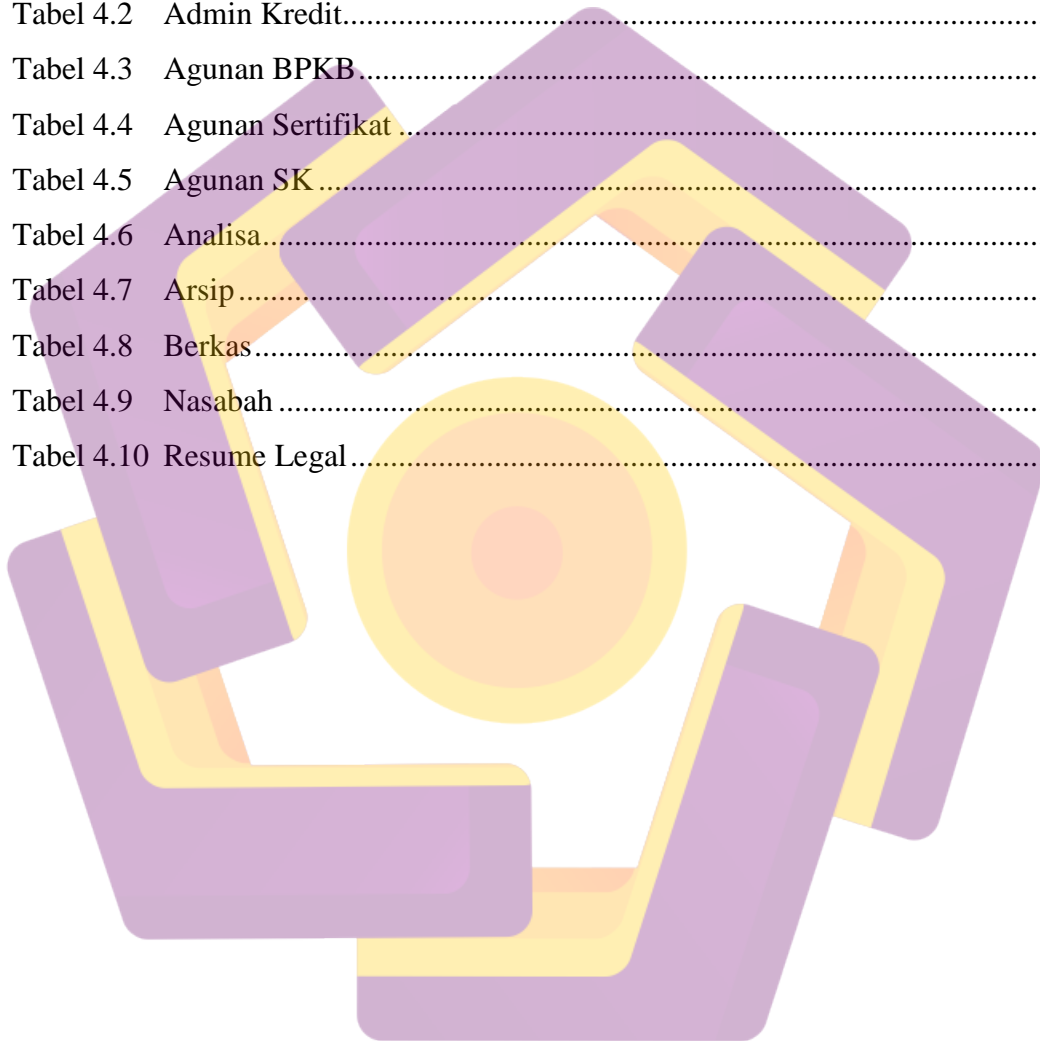 Tabel 4.2 Admin Kredit........................................................................................
Tabel 4.3 Agunan BPKB......................................................................................
Tabel 4.4 Agunan Sertifikat.................................................................................
Tabel 4.5 Agunan SK...........................................................................................
Tabel 4.6 Analisa..................................................................................................
Tabel 4.7 Arsip.....................................................................................................
Tabel 4.8 Berkas...................................................................................................
Tabel 4.9 Nasabah................................................................................................
Tabel 4.10 Resume Legal.......................................................................................